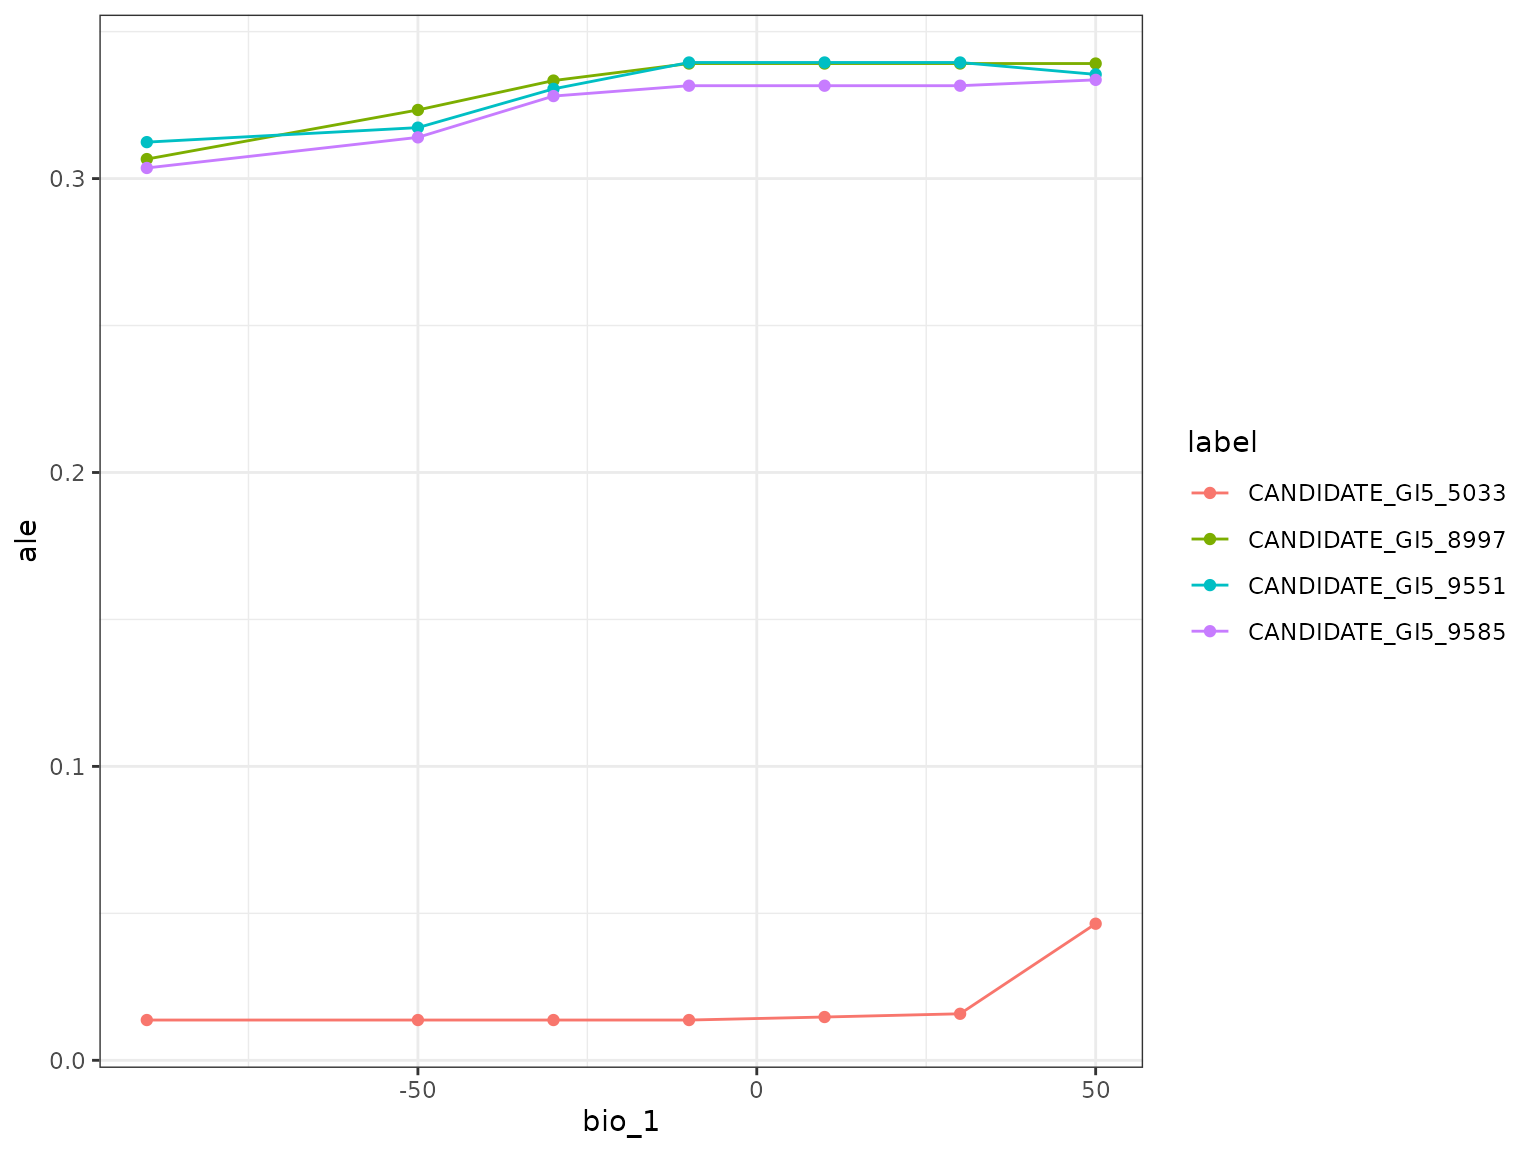 0.3
0.2
0.1
0.0
ale
-50
0
50
bio_1
label
CANDIDATE_GI5_5033
CANDIDATE_GI5_8997
CANDIDATE_GI5_9551
CANDIDATE_GI5_9585